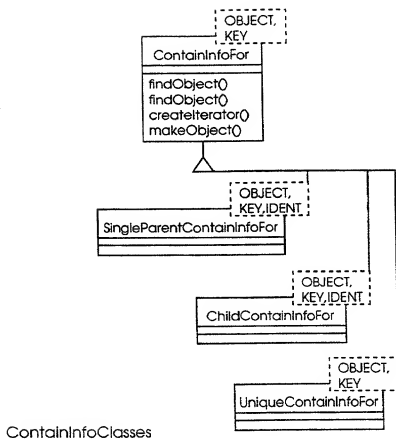 OBJECT,
KEY
ContainInfoFor
findObject()
findObject()
createIterator()
makeObject()
OBJECT,
KEY,IDENT
SingleParentContainInfoFor
OBJECT,
KEY,IDENT
ChildContainInfoFor
OBJECT,
KEY
UniqueContainInfoFor
ContainInfoClasses